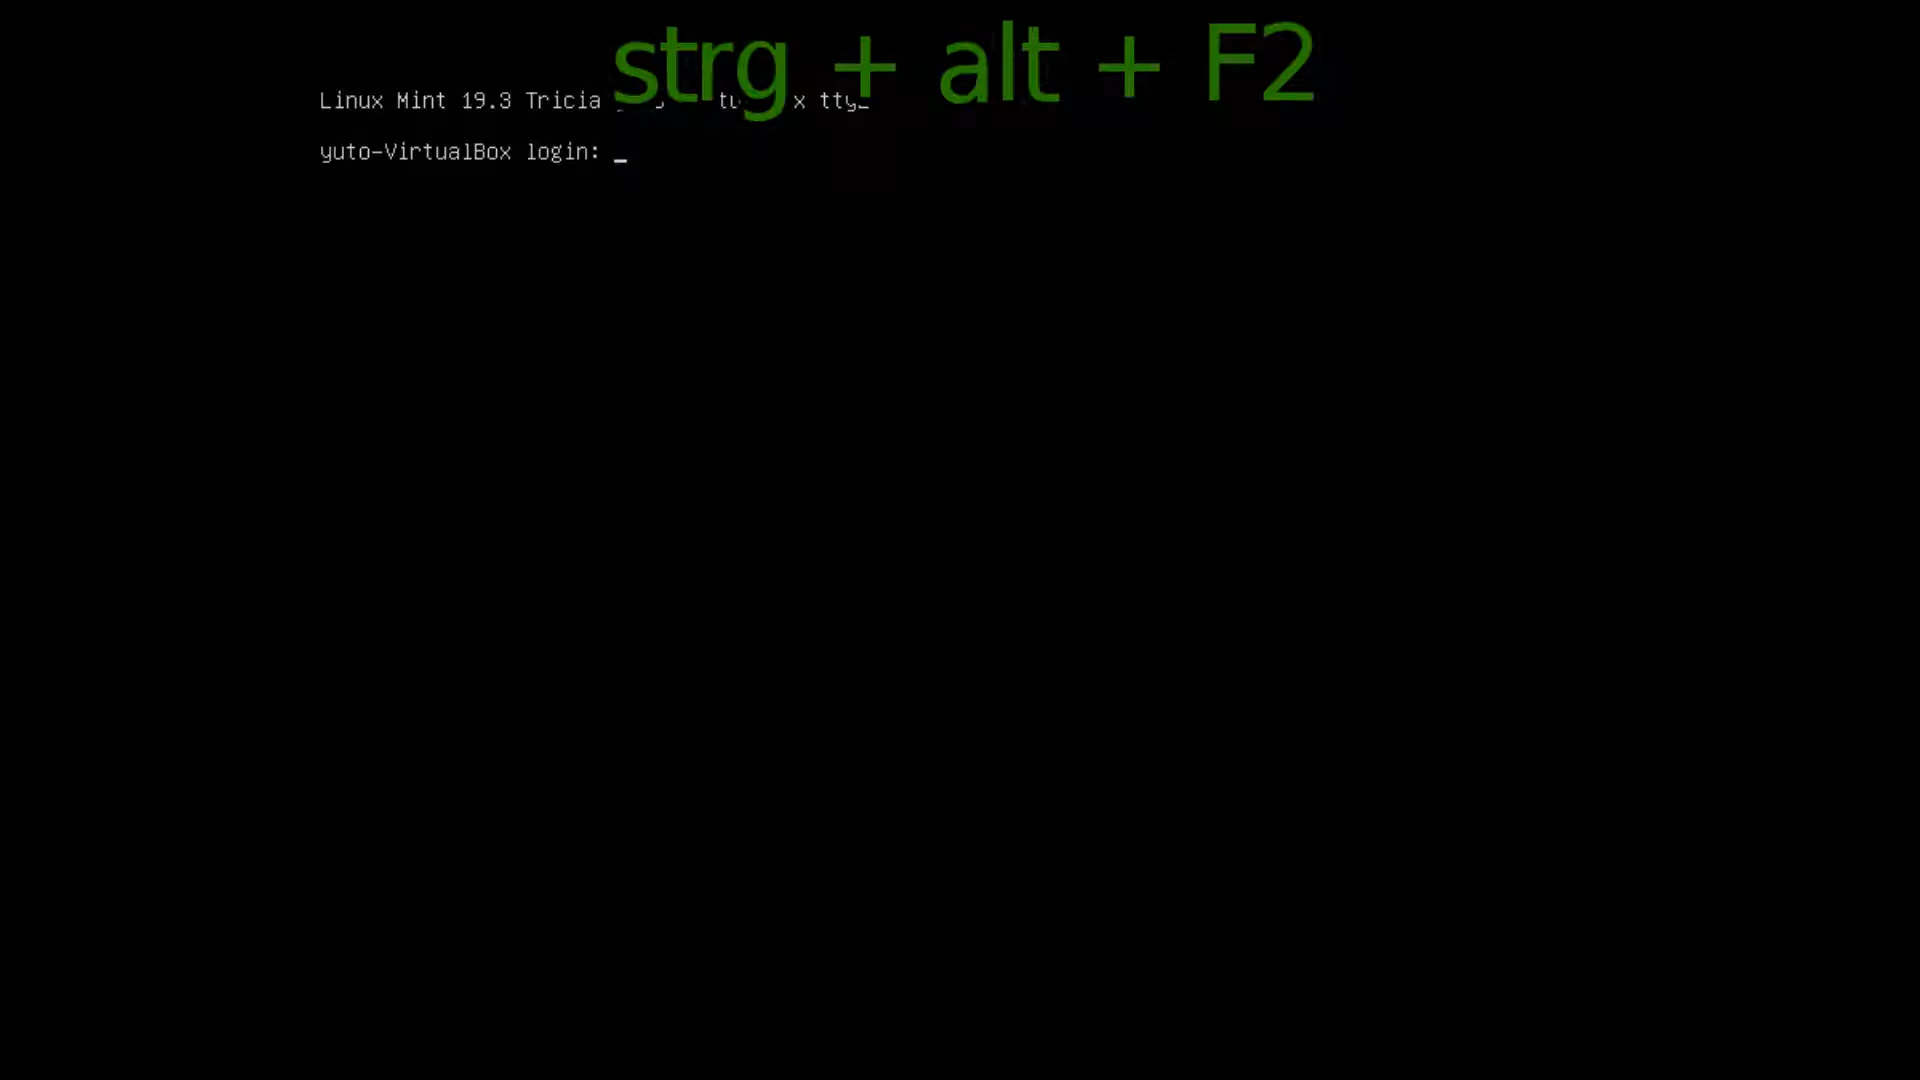 strg + alt + F2
Linux Mint 19.3 Tricia
yuto-VirtualBox login: _